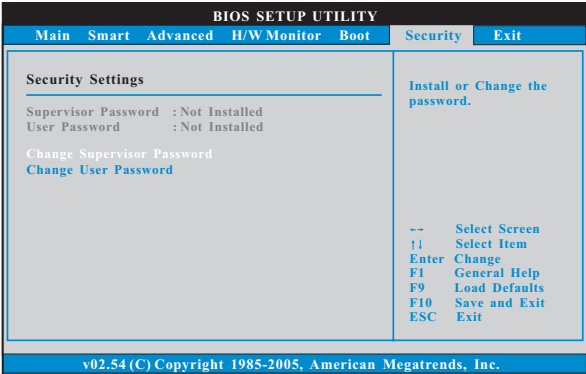 BIOS SETUP UTILITY
Main Smart Advanced H/W Monitor Boot Security Exit
Security Settings
Supervisor Password : Not Installed
User Password : Not Installed
Change Supervisor Password
Change User Password
Install or Change the
password.
←→ Select Screen
↑↓ Select Item
Enter Change
F1 General Help
F9 Load Defaults
F10 Save and Exit
ESC Exit
v02.54 (C) Copyright 1985-2005, American Megatrends, Inc.